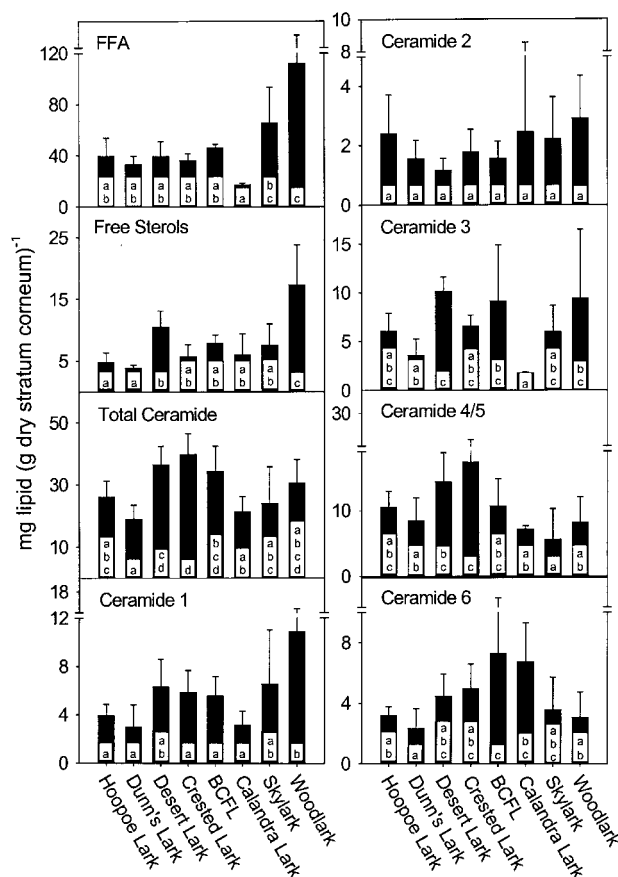 mg lipid (g dry stratum corneum)⁻¹
FFA
120
80
40
0
a b
a b
a b
a b
a b
a
b c
c
Free Sterols
25
15
5
a
a
b
a b
a b
a b
a b
c
Total Ceramide
50
30
10
a b c
a
c d
d
b c d
a b
a b c
a b c d
Ceramide 1
18
12
8
4
0
a
a
a b
a
a
a
a b
b
Hoopoe Lark
Dunn's Lark
Desert Lark
Crested Lark
BCFL
Calandra Lark
Skylark
Woodlark
Ceramide 2
10
8
4
2
0
a
a
a
a
a
a
a
a
Ceramide 3
15
10
5
0
a b c
a b
c
a b c
b c
a
a b c
b c
Ceramide 4/5
30
10
0
a b c
a b
b c
c
a b c
a b
a
a b
Ceramide 6
8
4
0
a b
a
a b c
a b c
c
b c
a b c
a b
Hoopoe Lark
Dunn's Lark
Desert Lark
Crested Lark
BCFL
Calandra Lark
Skylark
Woodlark